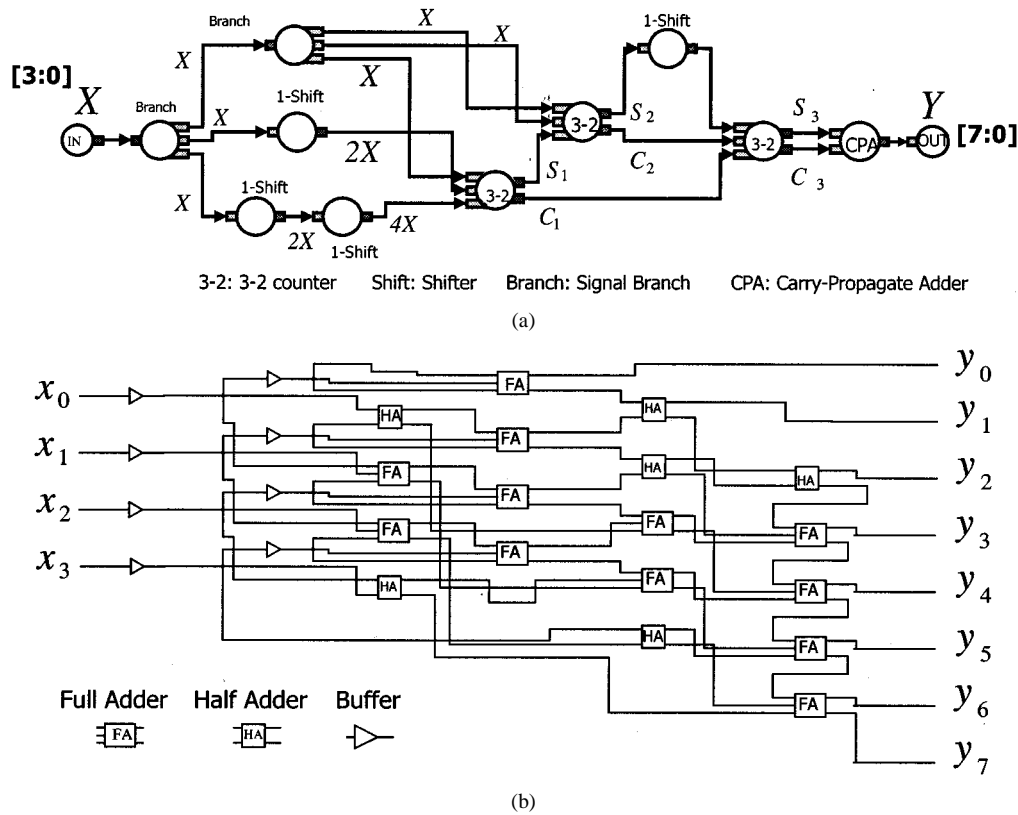 Branch
X
X
1-Shift
[3:0]
X
X
Y
X
Branch
X
1-Shift
3-2
S2
S3
IN
2X
C2
3-2
CPA
OUT
[7:0]
X
1-Shift
S1
3-2
C3
2X
1-Shift
4X
C1
3-2: 3-2 counter Shift: Shifter Branch: Signal Branch CPA: Carry-Propagate Adder
(a)
x0
x1
x2
x3
FA
HA
HA
FA
FA
HA
HA
FA
FA
FA
FA
FA
HA
FA
FA
HA
FA
FA
y0
y1
y2
y3
y4
y5
y6
y7
Full Adder Half Adder Buffer
FA HA
(b)